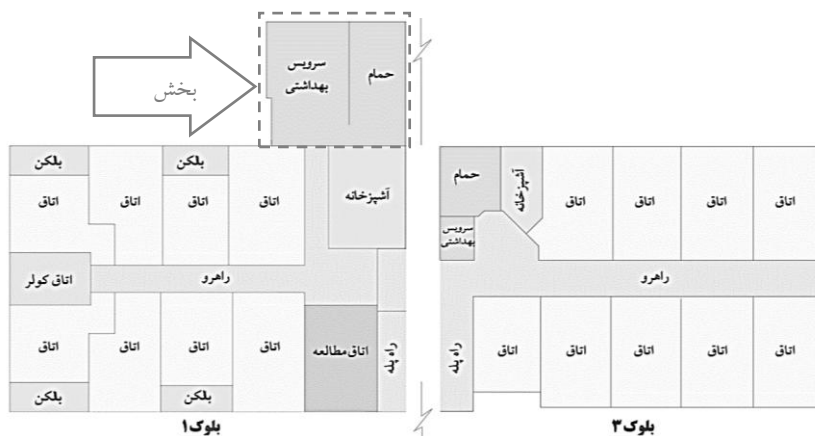 سرویس
بهداشتی
حمام
بخش
بلکن
بلکن
اتاق
اتاق
اتاق
اتاق
آشپزخانه
اتاق کولر
راهرو
اتاق
اتاق
اتاق
اتاق
اتاق مطالعه
راه پله
بلکن
بلکن
بلوک۱
حمام
آشپزخانه
اتاق
اتاق
اتاق
اتاق
سرویس
بهداشتی
راهرو
راه پله
اتاق
اتاق
اتاق
اتاق
اتاق
بلوک۳